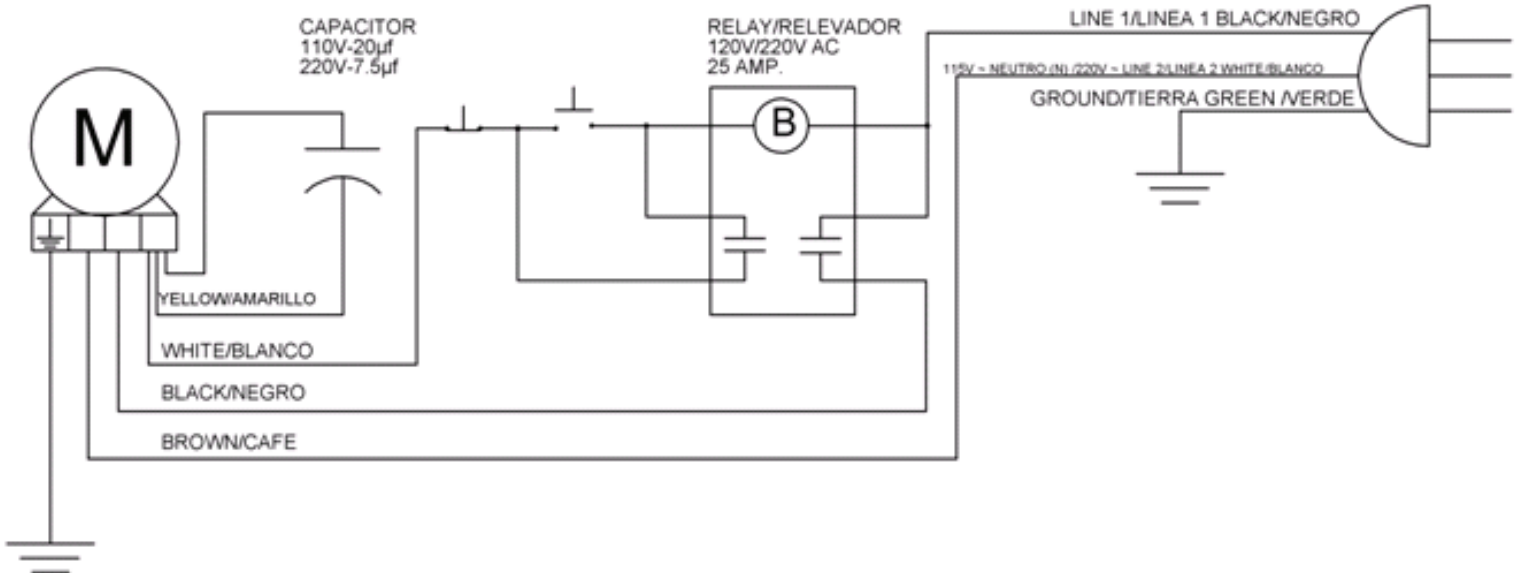 CAPACITOR
110V-20µf
220V-7.5µf
RELAY/RELEVADOR
120V/220V AC
25 AMP.
LINE 1/LINEA 1 BLACK/NEGRO
115V ~ NEUTRO (N) /220V ~ LINE 2/LINEA 2 WHITE/BLANCO
GROUND/TIERRA GREEN /VERDE
M
B
YELLOW/AMARILLO
WHITE/BLANCO
BLACK/NEGRO
BROWN/CAFE